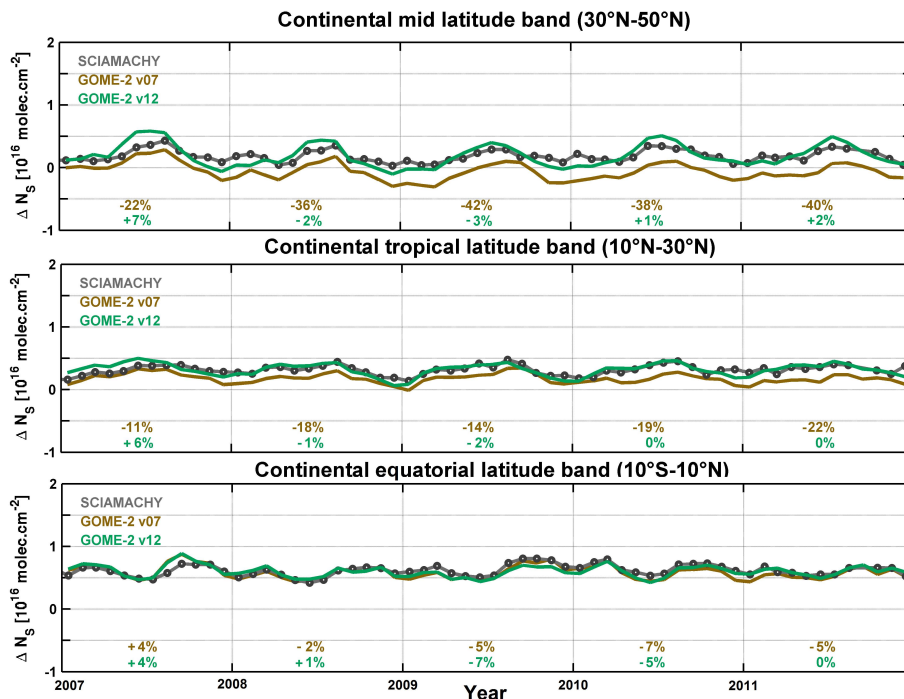 Continental mid latitude band (30°N-50°N)
2
SCIAMACHY
GOME-2 v07
GOME-2 v12
1
0
-1
Δ N_S [10^16 molec.cm^-2]
-22% -36% -42% -38% -40%
+7% - 2% - 3% +1% +2%
Continental tropical latitude band (10°N-30°N)
2
SCIAMACHY
GOME-2 v07
GOME-2 v12
1
0
-1
Δ N_S [10^16 molec.cm^-2]
-11% -18% -14% -19% -22%
+ 6% - 1% - 2% 0% 0%
Continental equatorial latitude band (10°S-10°N)
2
SCIAMACHY
GOME-2 v07
GOME-2 v12
1
0
-1
Δ N_S [10^16 molec.cm^-2]
+ 4% - 2% -5% -7% -5%
+4% + 1% -7% -5% 0%
2007 2008 2009 2010 2011
Year